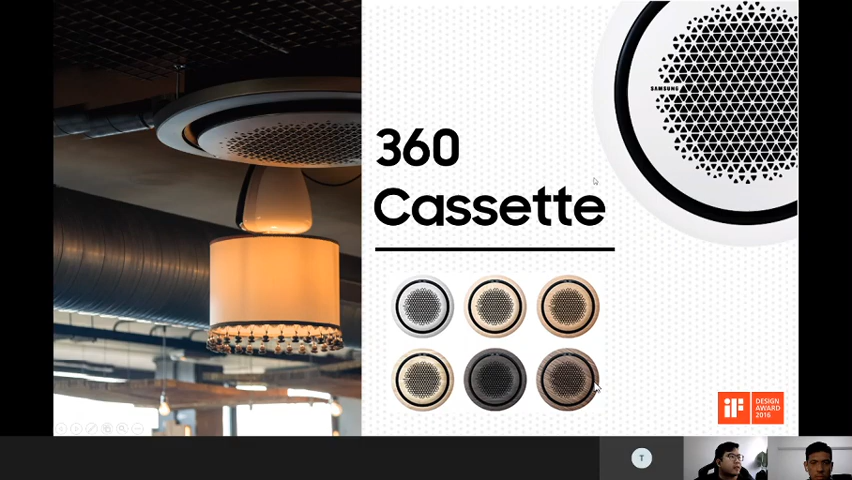 SAMSUNG
360
Cassette
iF
DESIGN
AWARD
2016
T